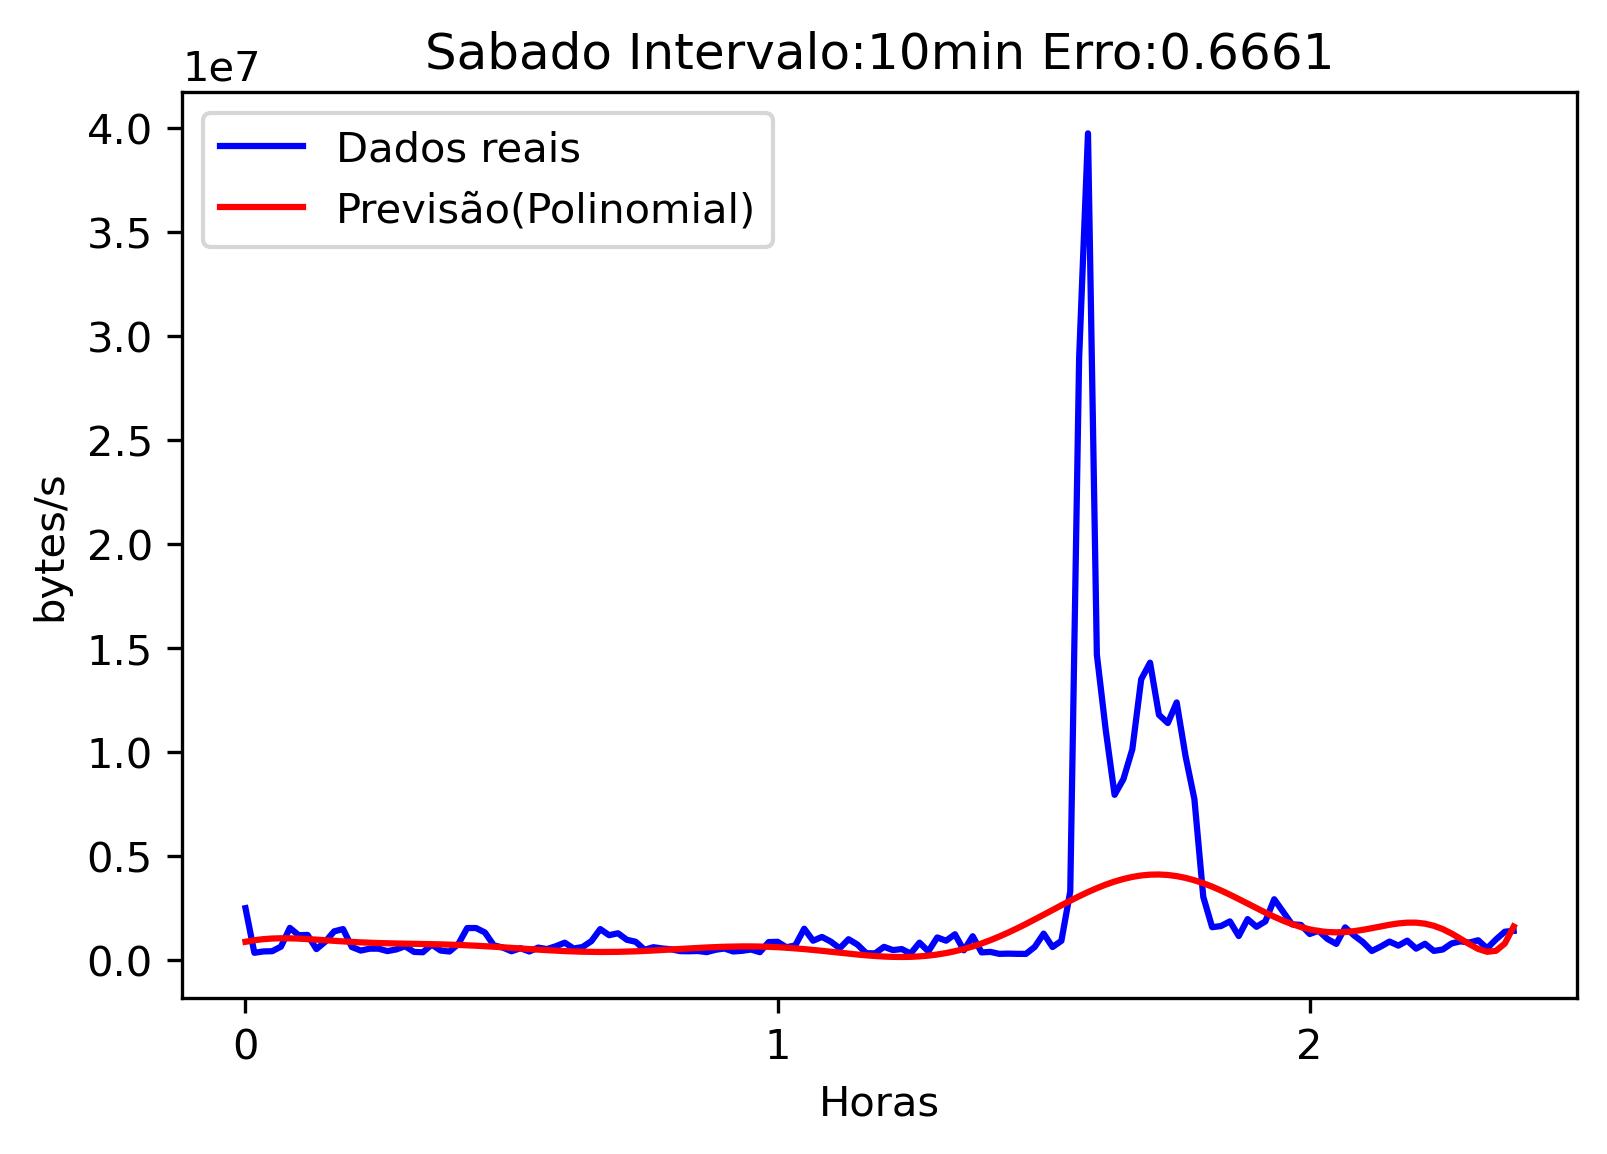 Sabado Intervalo:10min Erro:0.6661
1e7
Dados reais
Previsão(Polinomial)
4.0
3.5
3.0
2.5
2.0
1.5
1.0
0.5
0.0
bytes/s
0 1 2
Horas